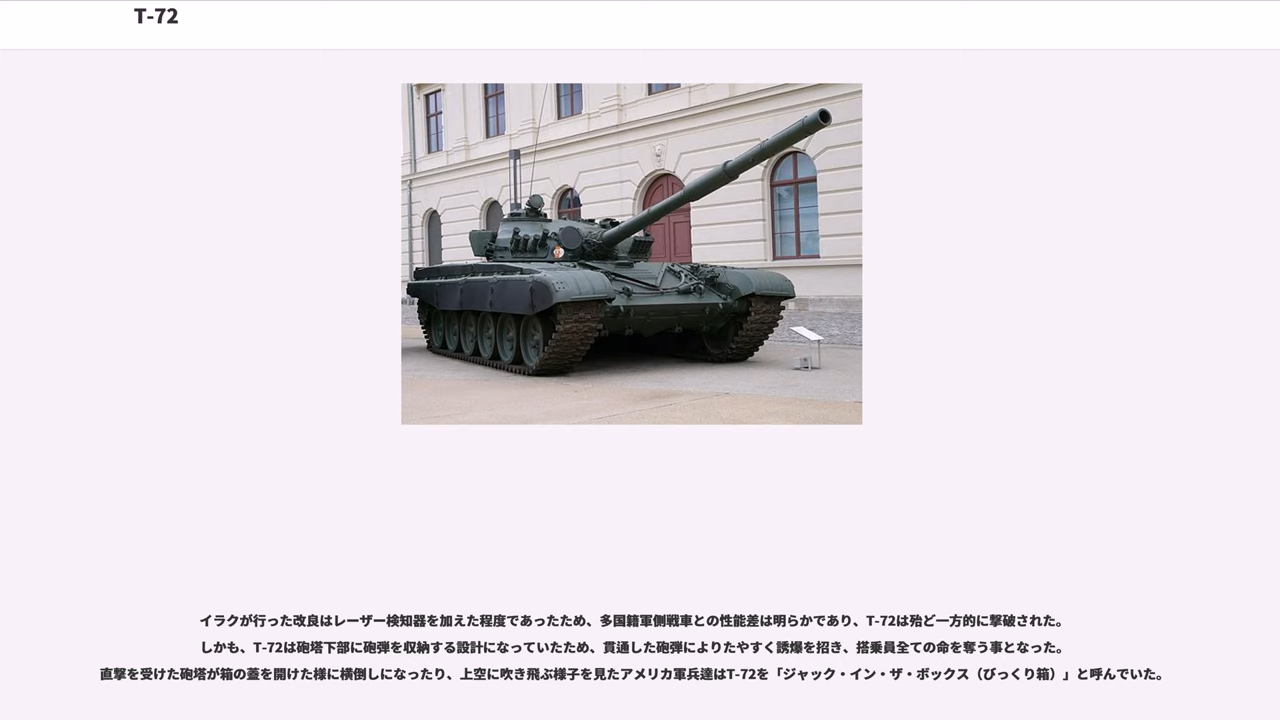 T-72
イラクが行った改良はレーザー検知器を加えた程度であったため、多国籍軍側戦車との性能差は明らかであり、T-72は殆ど一方的に撃破された。
しかも、T-72は砲塔下部に砲弾を収納する設計になっていたため、貫通した砲弾によりたやすく誘爆を招き、搭乗員全ての命を奪う事となった。
直撃を受けた砲塔が箱の蓋を開けた様に横倒しになったり、上空に吹き飛ぶ様子を見たアメリカ軍兵達はT-72を「ジャック・イン・ザ・ボックス（びっくり箱）」と呼んでいた。